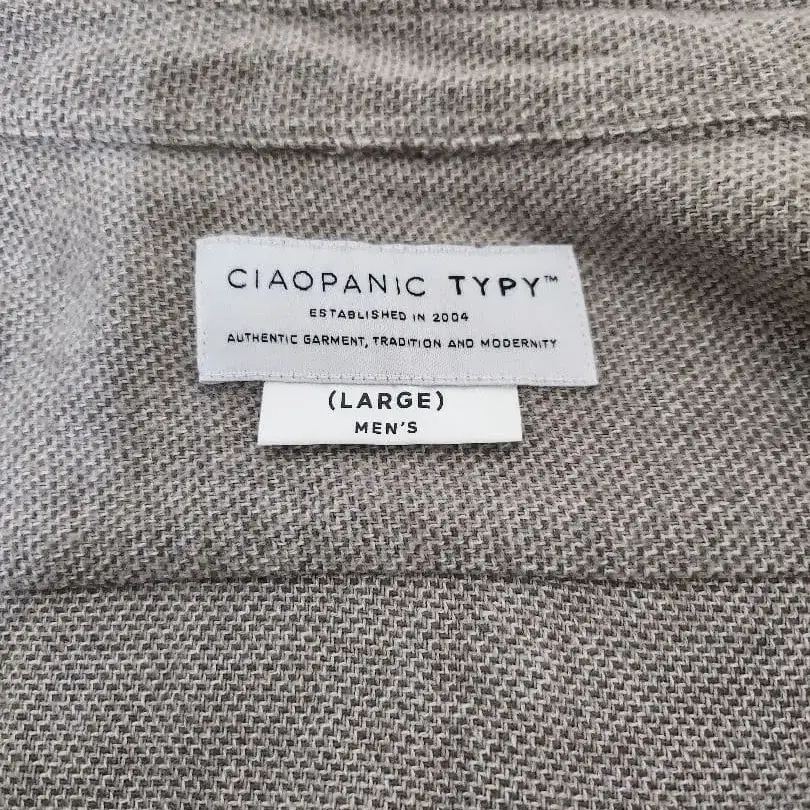 CIAOPANIC TYPY™
ESTABLISHED IN 2004
AUTHENTIC GARMENT, TRADITION AND MODERNITY
(LARGE)
MEN'S